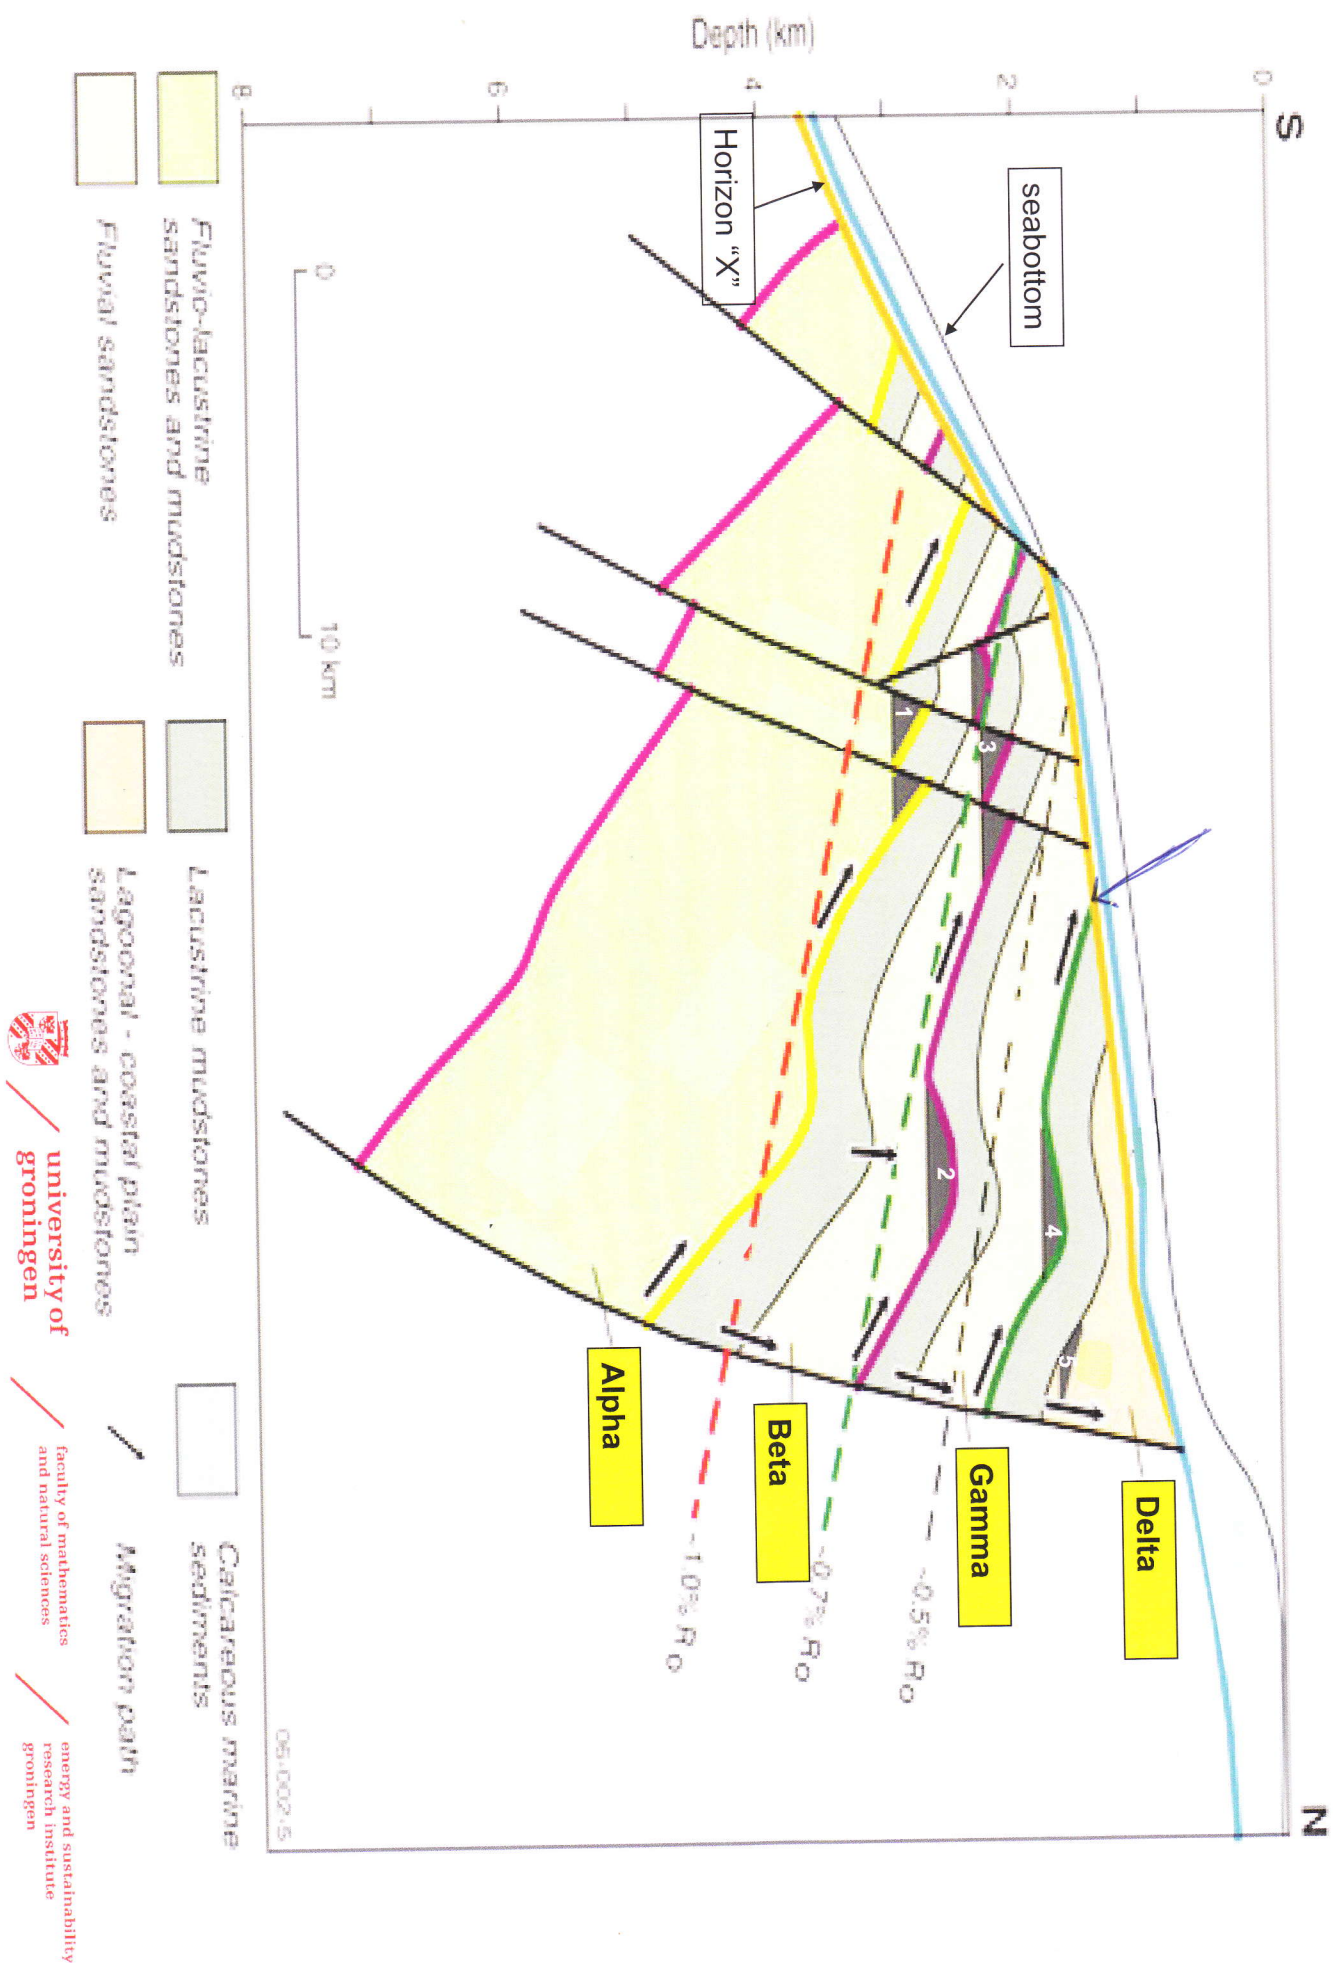 S
N
Depth (km)
0
2
4
6
8
seabottom
Horizon "X"
1
2
3
4
5
Alpha
Beta
Gamma
Delta
-1.0% Ro
-0.7% Ro
-0.5% Ro
0
10 km
05-002-5
Fluvio-lacustrine
sandstones and mudstones
Fluvial sandstones
Lacustrine mudstones
Lagoonal - coastal plain
sandstones and mudstones
Calcareous marine
sediments
Migration path
university of
groningen
faculty of mathematics
and natural sciences
energy and sustainability
research institute
groningen